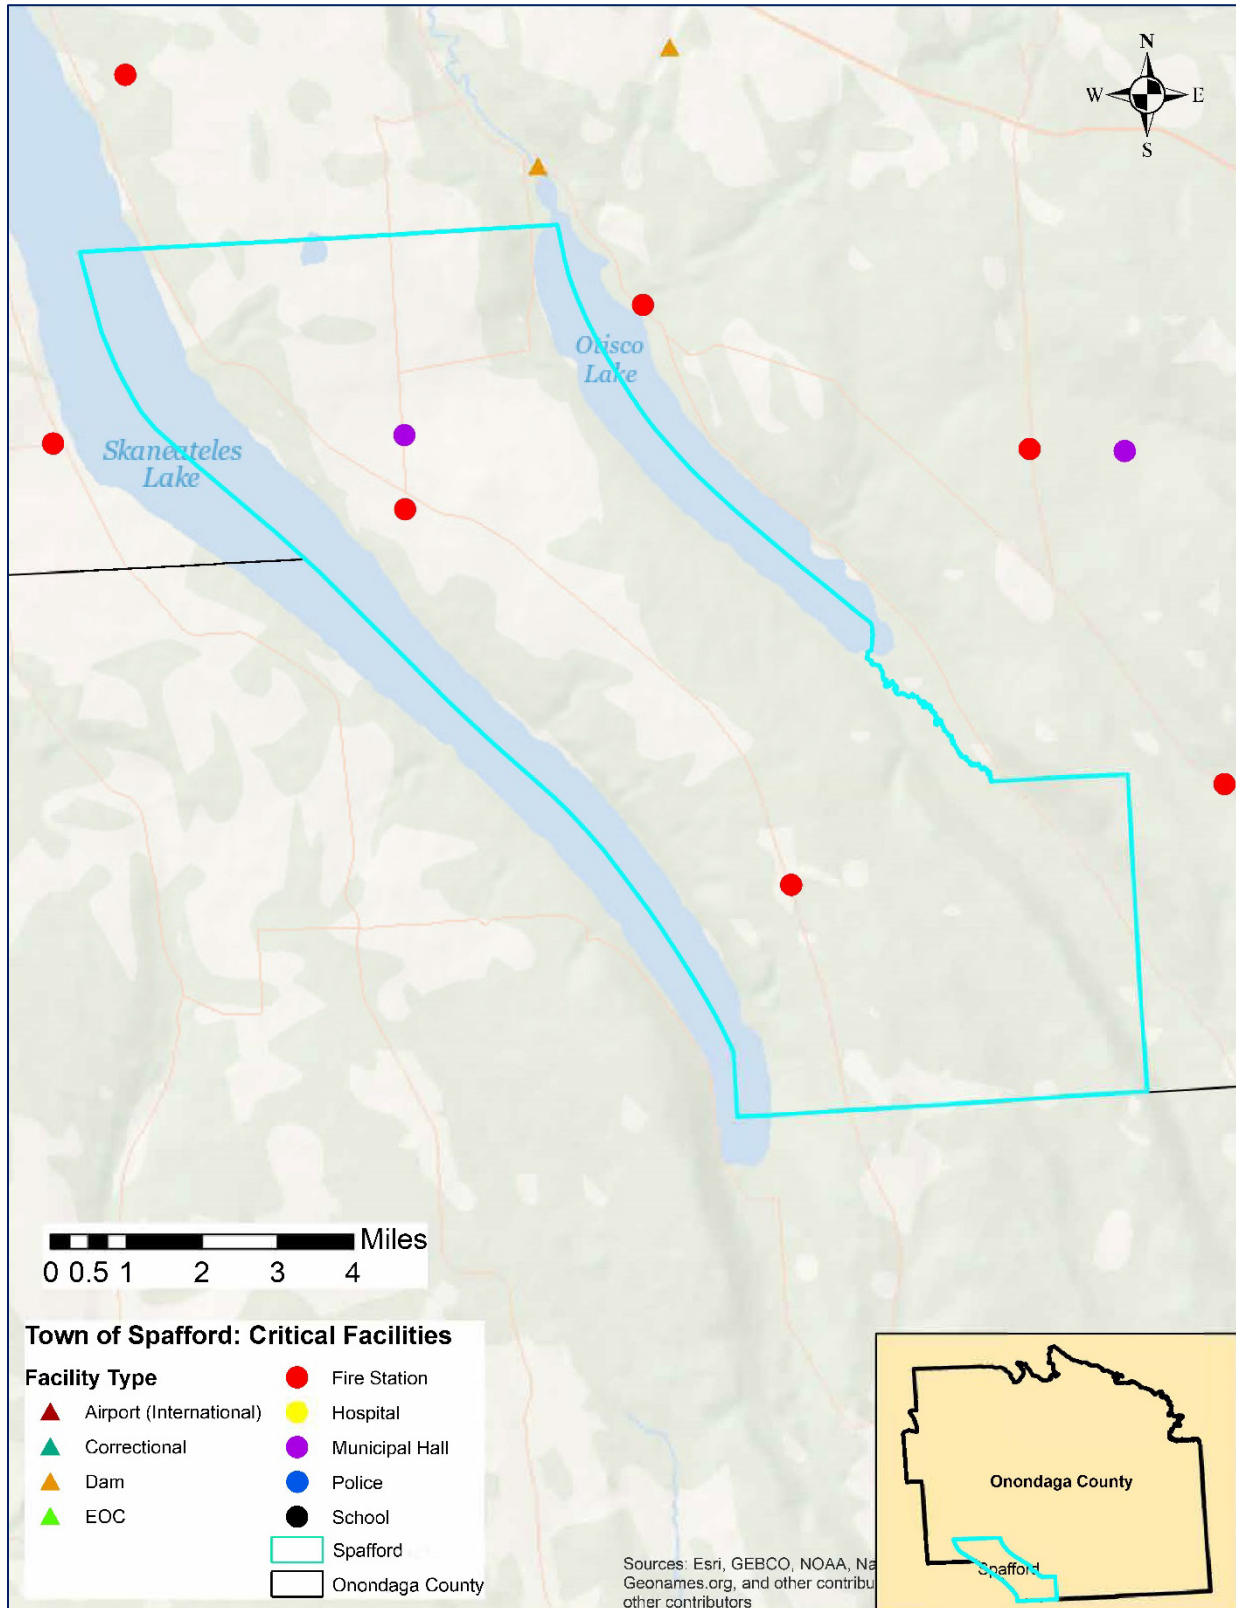 N
W E
S
Otisco
Lake
Skaneateles
Lake
Miles
0 0.5 1 2 3 4
Town of Spafford: Critical Facilities
Facility Type
Airport (International)
Correctional
Dam
EOC
Fire Station
Hospital
Municipal Hall
Police
School
Spafford
Onondaga County
Sources: Esri, GEBCO, NOAA, Na
Geonames.org, and other contribu
other contributors
Onondaga County
Spafford